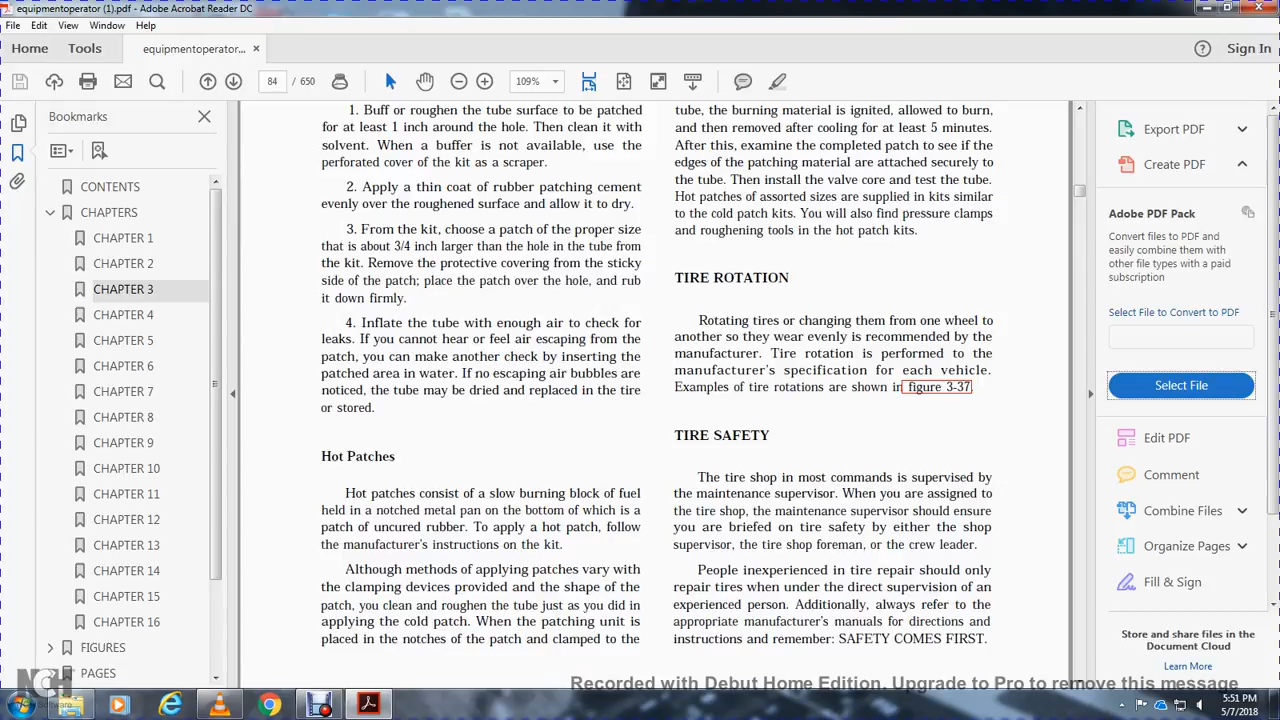 equipmentoperator (1).pdf - Adobe Acrobat Reader DC
File Edit View Window Help
Home Tools equipmentoperator... × Sign In
84 / 650 109%
Bookmarks
CONTENTS
CHAPTERS
CHAPTER 1
CHAPTER 2
CHAPTER 3
CHAPTER 4
CHAPTER 5
CHAPTER 6
CHAPTER 7
CHAPTER 8
CHAPTER 9
CHAPTER 10
CHAPTER 11
CHAPTER 12
CHAPTER 13
CHAPTER 14
CHAPTER 15
CHAPTER 16
FIGURES
PAGES
1. Buff or roughen the tube surface to be patched
for at least 1 inch around the hole. Then clean it with
solvent. When a buffer is not available, use the
perforated cover of the kit as a scraper.
2. Apply a thin coat of rubber patching cement
evenly over the roughened surface and allow it to dry.
3. From the kit, choose a patch of the proper size
that is about 3/4 inch larger than the hole in the tube from
the kit. Remove the protective covering from the sticky
side of the patch; place the patch over the hole, and rub
it down firmly.
4. Inflate the tube with enough air to check for
leaks. If you cannot hear or feel air escaping from the
patch, you can make another check by inserting the
patched area in water. If no escaping air bubbles are
noticed, the tube may be dried and replaced in the tire
or stored.
Hot Patches
Hot patches consist of a slow burning block of fuel
held in a notched metal pan on the bottom of which is a
patch of uncured rubber. To apply a hot patch, follow
the manufacturer's instructions on the kit.
Although methods of applying patches vary with
the clamping devices provided and the shape of the
patch, you clean and roughen the tube just as you did in
applying the cold patch. When the patching unit is
placed in the notches of the patch and clamped to the
tube, the burning material is ignited, allowed to burn,
and then removed after cooling for at least 5 minutes.
After this, examine the completed patch to see if the
edges of the patching material are attached securely to
the tube. Then install the valve core and test the tube.
Hot patches of assorted sizes are supplied in kits similar
to the cold patch kits. You will also find pressure clamps
and roughening tools in the hot patch kits.
TIRE ROTATION
Rotating tires or changing them from one wheel to
another so they wear evenly is recommended by the
manufacturer. Tire rotation is performed to the
manufacturer's specification for each vehicle.
Examples of tire rotations are shown in figure 3-37.
TIRE SAFETY
The tire shop in most commands is supervised by
the maintenance supervisor. When you are assigned to
the tire shop, the maintenance supervisor should ensure
you are briefed on tire safety by either the shop
supervisor, the tire shop foreman, or the crew leader.
People inexperienced in tire repair should only
repair tires when under the direct supervision of an
experienced person. Additionally, always refer to the
appropriate manufacturer's manuals for directions and
instructions and remember: SAFETY COMES FIRST.
Export PDF
Create PDF
Adobe PDF Pack
Convert files to PDF and
easily combine them with
other file types with a paid
subscription
Select File to Convert to PDF
Select File
Edit PDF
Comment
Combine Files
Organize Pages
Fill & Sign
Store and share files in the
Document Cloud
Learn More
NCH Software
Recorded with Debut Home Edition. Upgrade to Pro to remove this message
5:51 PM
5/7/2018